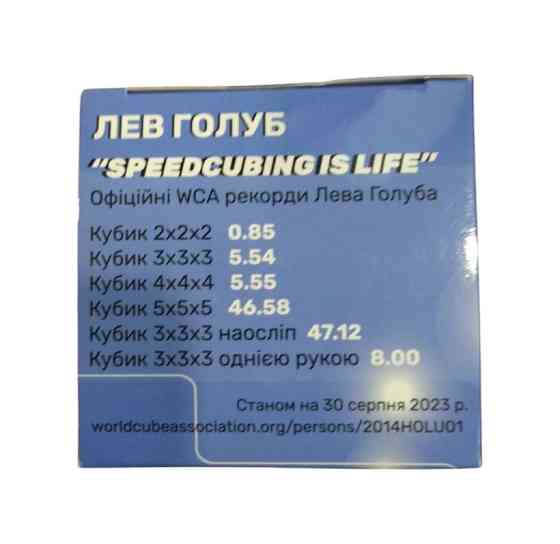 ЛЕВ ГОЛУБ
“SPEEDCUBING IS LIFE”
Офіційні WCA рекорди Лева Голуба
Кубик 2x2x2 0.85
Кубик 3x3x3 5.54
Кубик 4x4x4 5.55
Кубик 5x5x5 46.58
Кубик 3x3x3 наосліп 47.12
Кубик 3x3x3 однією рукою 8.00
Станом на 30 серпня 2023 р.
worldcubeassociation.org/persons/2014HOLU01